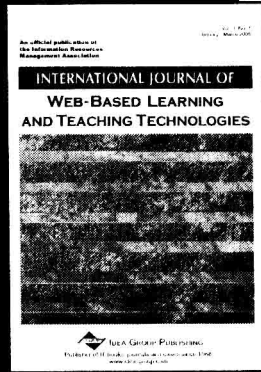 An official publication of
the Information Resources
Management Association
INTERNATIONAL JOURNAL OF
WEB-BASED LEARNING
AND TEACHING TECHNOLOGIES
IDEA GROUP PUBLISHING